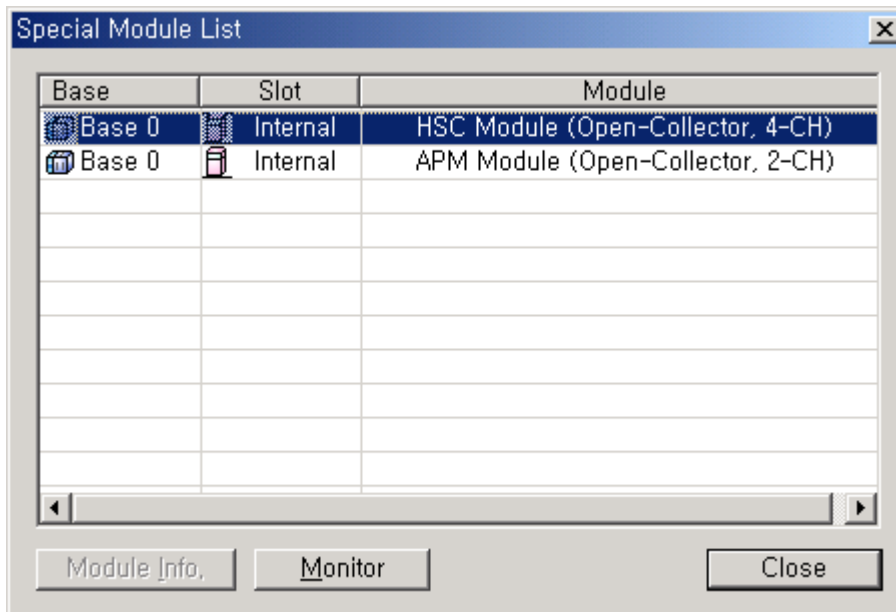 Special Module List
Base Slot Module
Base 0 Internal HSC Module (Open-Collector, 4-CH)
Base 0 Internal APM Module (Open-Collector, 2-CH)
Module Info, Monitor Close